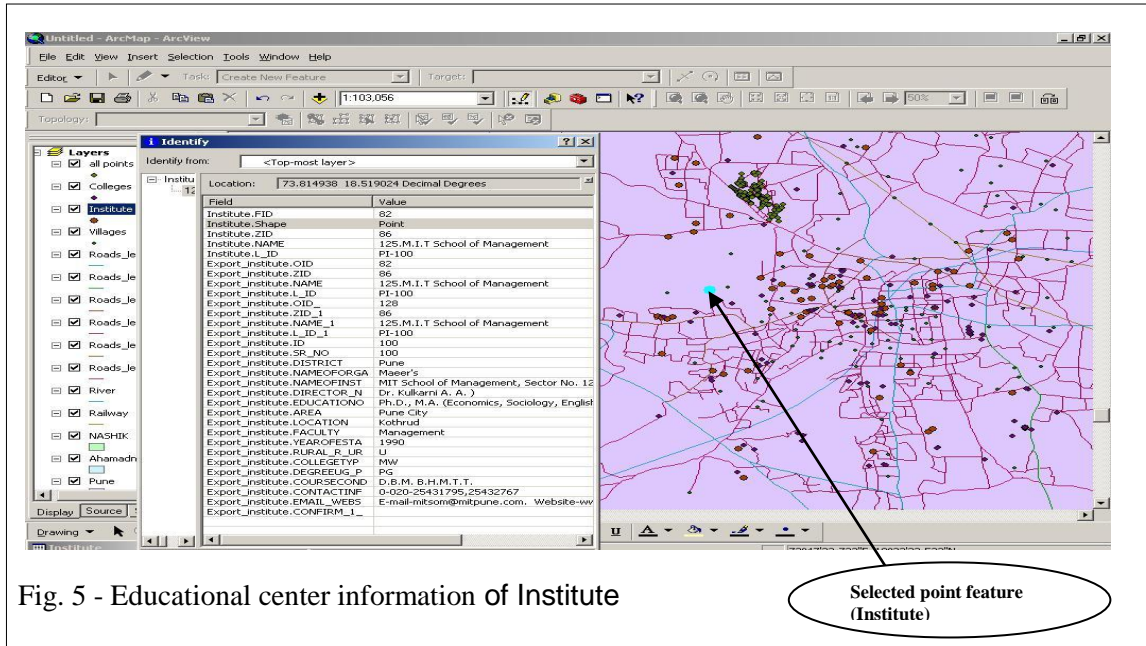 Untitled - ArcMap - ArcView
File Edit View Insert Selection Tools Window Help
Editor Task: Create New Feature Target:
1:103,056 50%
Topology:
Layers
all points
Colleges
Institute
Villages
Roads_le
Roads_le
Roads_le
Roads_le
Roads_le
Roads_le
River
Railway
NASHIK
Ahamadn
Pune
Display Source
Drawing
Identify
Identify from: <Top-most layer>
Institu
12
Location: 73.814938 18.519024 Decimal Degrees
Field Value
Institute.FID 82
Institute.Shape Point
Institute.ZID 86
Institute.NAME 125.M.I.T School of Management
Institute.L_ID PI-100
Export_institute.OID 82
Export_institute.ZID 86
Export_institute.NAME 125.M.I.T School of Management
Export_institute.L_ID PI-100
Export_institute.OID_ 128
Export_institute.ZID_1 86
Export_institute.NAME_1 125.M.I.T School of Management
Export_institute.L_ID_1 PI-100
Export_institute.ID 100
Export_institute.SR_NO 100
Export_institute.DISTRICT Pune
Export_institute.NAMEOFORGA Maeer's
Export_institute.NAMEOFINST MIT School of Management, Sector No. 12
Export_institute.DIRECTOR_N Dr. Kulkarni A. A. )
Export_institute.EDUCATIONO Ph.D., M.A. (Economics, Sociology, English
Export_institute.AREA Pune City
Export_institute.LOCATION Kothrud
Export_institute.FACULTY Management
Export_institute.YEAROFESTA 1990
Export_institute.RURAL_R_UR U
Export_institute.COLLEGETYP MW
Export_institute.DEGREEUG_P PG
Export_institute.COURSECOND D.B.M. B.H.M.T.T.
Export_institute.CONTACTINF 0-020-25431795,25432767
Export_institute.EMAIL_WEBS E-mail-mitsom@mitpune.com. Website-ww
Export_institute.CONFIRM_1_
U A
Fig. 5 - Educational center information of Institute
Selected point feature
(Institute)